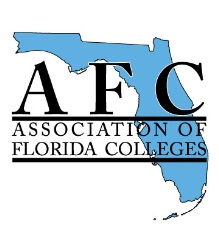 AFC
ASSOCIATION OF
FLORIDA COLLEGES